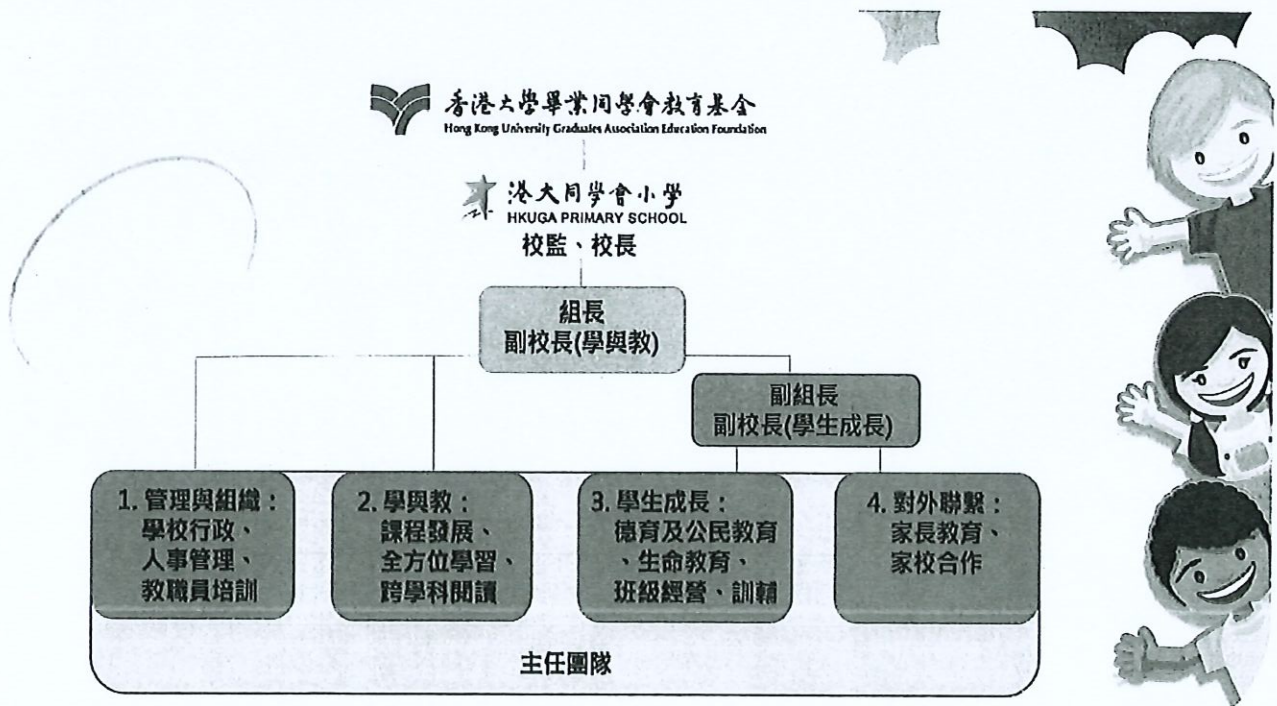 香港大學畢業同學會教育基金
Hong Kong University Graduates Association Education Foundation
港大同學會小學
HKUGA PRIMARY SCHOOL
校監、校長
組長
副校長(學與教)
副組長
副校長(學生成長)
1. 管理與組織：
學校行政、
人事管理、
教職員培訓
2. 學與教：
課程發展、
全方位學習、
跨學科閱讀
3. 學生成長：
德育及公民教育
、生命教育、
班級經營、訓輔
4. 對外聯繫：
家長教育、
家校合作
主任團隊